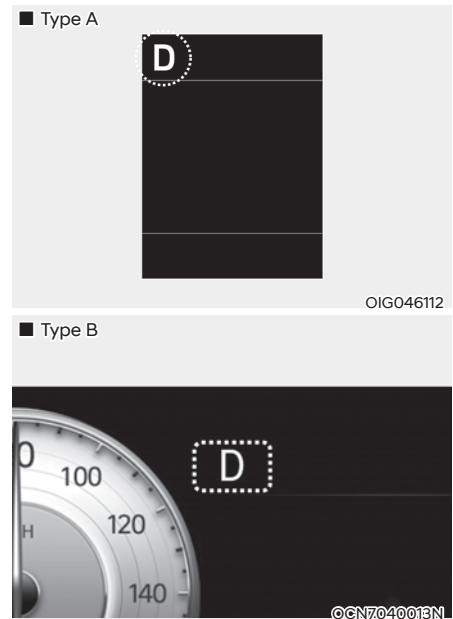 ■ Type A
D
OIG046112
■ Type B
D
100
120
H
140
OCN7040013N